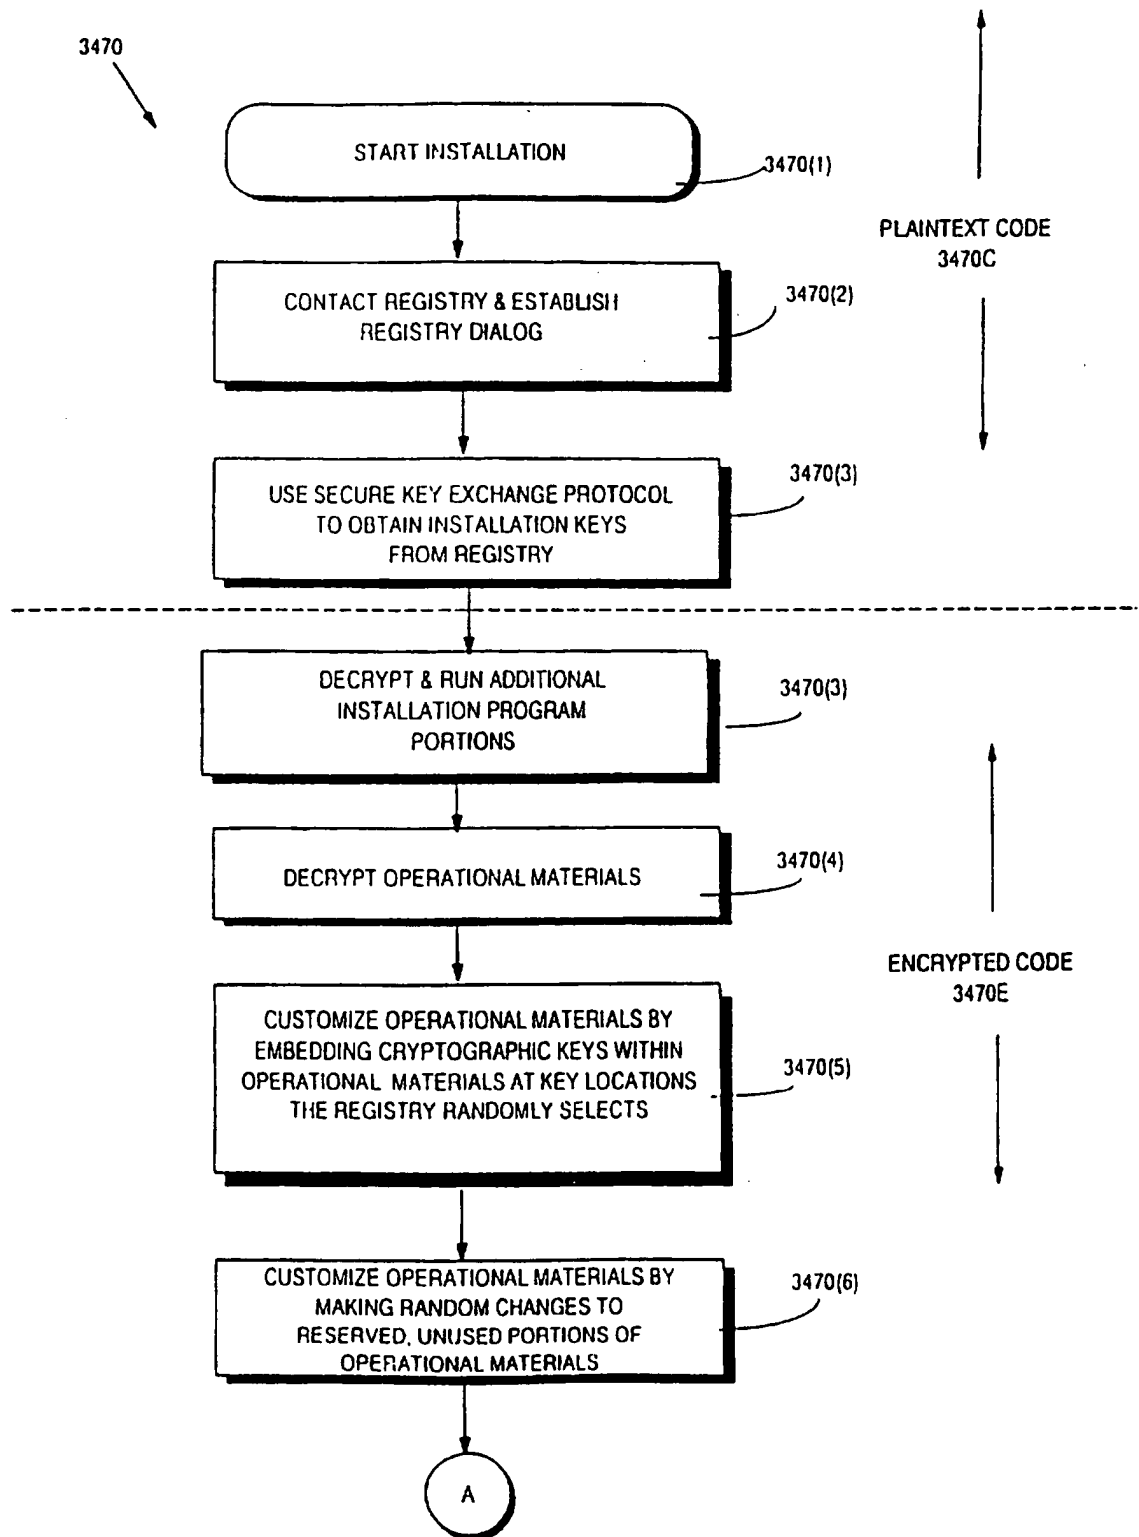 3470
START INSTALLATION
3470(1)
PLAINTEXT CODE
3470C
CONTACT REGISTRY & ESTABLISH
REGISTRY DIALOG
3470(2)
USE SECURE KEY EXCHANGE PROTOCOL
TO OBTAIN INSTALLATION KEYS
FROM REGISTRY
3470(3)
DECRYPT & RUN ADDITIONAL
INSTALLATION PROGRAM
PORTIONS
3470(3)
DECRYPT OPERATIONAL MATERIALS
3470(4)
ENCRYPTED CODE
3470E
CUSTOMIZE OPERATIONAL MATERIALS BY
EMBEDDING CRYPTOGRAPHIC KEYS WITHIN
OPERATIONAL MATERIALS AT KEY LOCATIONS
THE REGISTRY RANDOMLY SELECTS
3470(5)
CUSTOMIZE OPERATIONAL MATERIALS BY
MAKING RANDOM CHANGES TO
RESERVED, UNUSED PORTIONS OF
OPERATIONAL MATERIALS
3470(6)
A